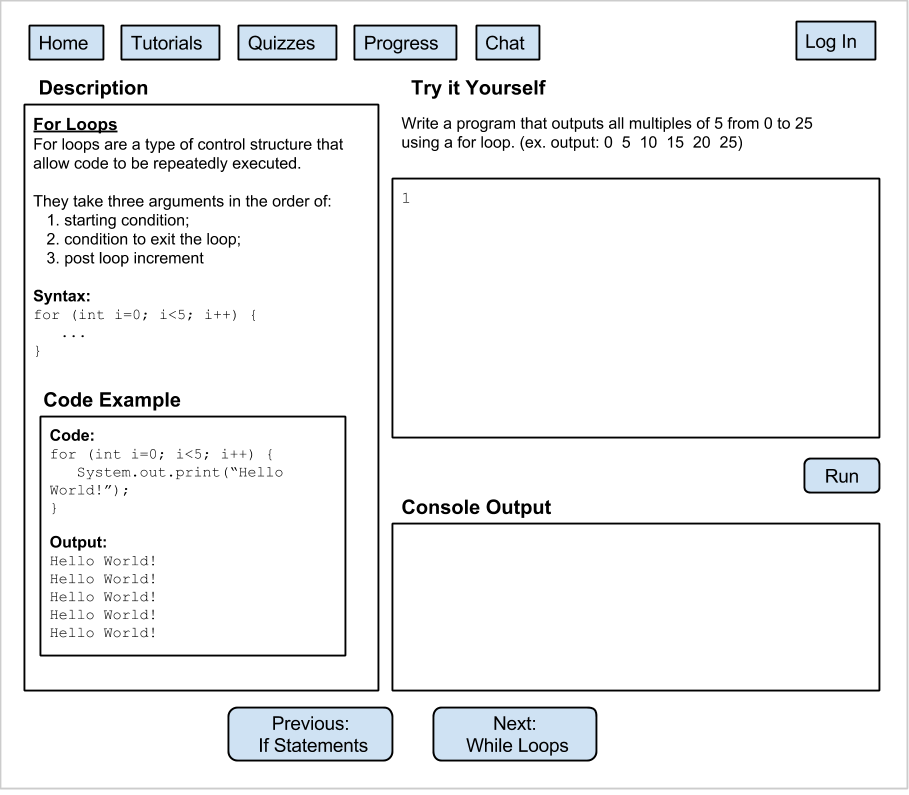 Home Tutorials Quizzes Progress Chat Log In
Description
For Loops
For loops are a type of control structure that
allow code to be repeatedly executed.
They take three arguments in the order of:
1. starting condition;
2. condition to exit the loop;
3. post loop increment
Syntax:
for (int i=0; i<5; i++) {
...
}
Code Example
Code:
for (int i=0; i<5; i++) {
System.out.print(“Hello
World!”);
}
Output:
Hello World!
Hello World!
Hello World!
Hello World!
Hello World!
Try it Yourself
Write a program that outputs all multiples of 5 from 0 to 25
using a for loop. (ex. output: 0 5 10 15 20 25)
1
Run
Console Output
Previous:
If Statements
Next:
While Loops